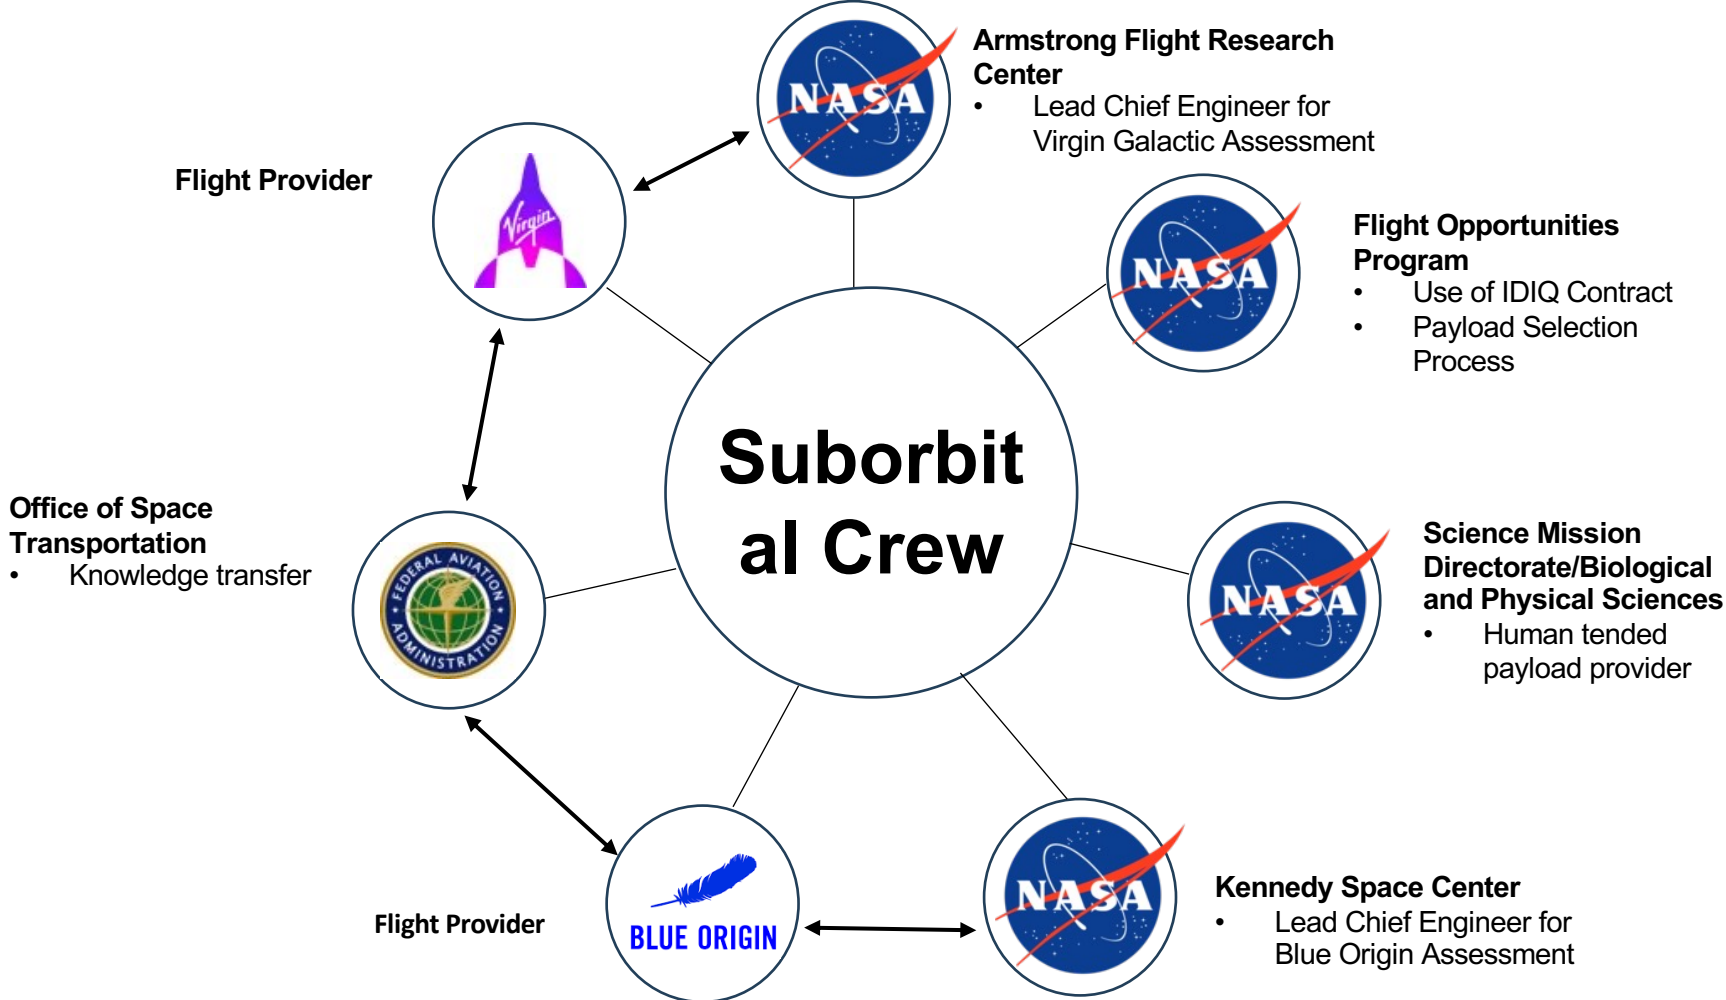 NASA
Armstrong Flight Research
Center
• Lead Chief Engineer for
Virgin Galactic Assessment
Flight Provider
Virgin
NASA
Flight Opportunities
Program
• Use of IDIQ Contract
• Payload Selection
Process
Suborbit
al Crew
Office of Space
Transportation
• Knowledge transfer
FEDERAL AVIATION
ADMINISTRATION
NASA
Science Mission
Directorate/Biological
and Physical Sciences
• Human tended
payload provider
Flight Provider
BLUE ORIGIN
NASA
Kennedy Space Center
• Lead Chief Engineer for
Blue Origin Assessment